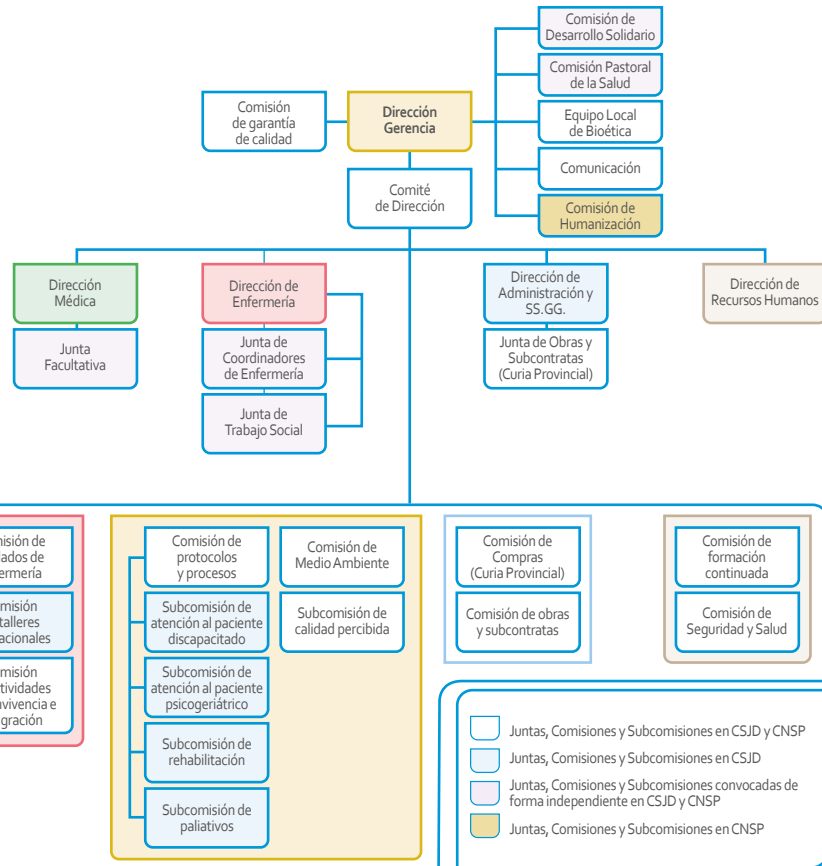 Comisión de
Desarrollo Solidario
Comisión Pastoral
de la Salud
Comisión
de garantía
de calidad
Dirección
Gerencia
Equipo Local
de Bioética
Comunicación
Comité
de Dirección
Comisión de
Humanización
Dirección
Médica
Dirección de
Enfermería
Dirección de
Administración y
SS.GG.
Dirección de
Recursos Humanos
Junta
Facultativa
Junta de
Coordinadores
de Enfermería
Junta de Obras y
Subcontratas
(Curia Provincial)
Junta de
Trabajo Social
de
de
talleres
e
Comisión de
protocolos
y procesos
Subcomisión de
atención al paciente
discapacitado
Subcomisión de
atención al paciente
psicogeriátrico
Subcomisión de
rehabilitación
Subcomisión de
paliativos
Comisión de
Medio Ambiente
Subcomisión de
calidad percibida
Comisión de
Compras
(Curia Provincial)
Comisión de obras
y subcontratas
Comisión de
formación
continuada
Comisión de
Seguridad y Salud
Juntas, Comisiones y Subcomisiones en CSJD y CNSP
Juntas, Comisiones y Subcomisiones en CSJD
Juntas, Comisiones y Subcomisiones convocadas de
forma independiente en CSJD y CNSP
Juntas, Comisiones y Subcomisiones en CNSP